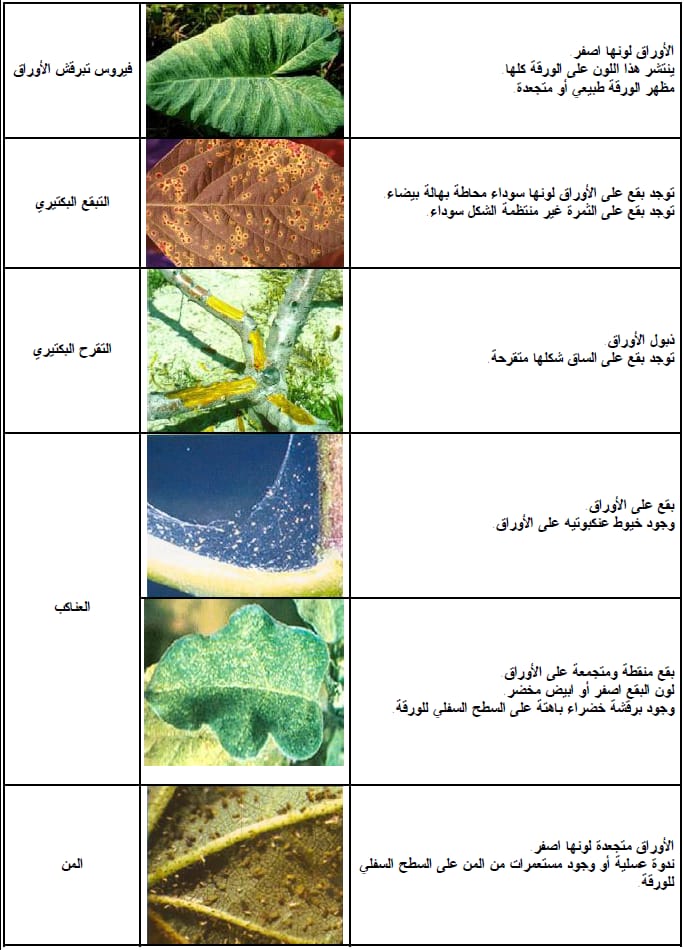 الأوراق لونها اصفر.
ينتشر هذا اللون على الورقة كلها.
مظهر الورقة طبيعي أو متجعدة.
فيروس تبرقش الأوراق
توجد بقع على الأوراق لونها سوداء محاطة بهالة بيضاء.
توجد بقع على الثمرة غير منتظمة الشكل سوداء.
التبقع البكتيري
ذبول الأوراق.
توجد بقع على الساق شكلها متقرحة.
التقرح البكتيري
بقع على الأوراق.
وجود خيوط عنكبوتيه على الأوراق.
العناكب
بقع منقطة ومتجمعة على الأوراق.
لون البقع اصفر أو ابيض مخضر.
وجود برقشة خضراء باهتة على السطح السفلي للورقة.
الأوراق متجعدة لونها اصفر.
ندوة عسلية أو وجود مستعمرات من المن على السطح السفلي
للورقة.
المن